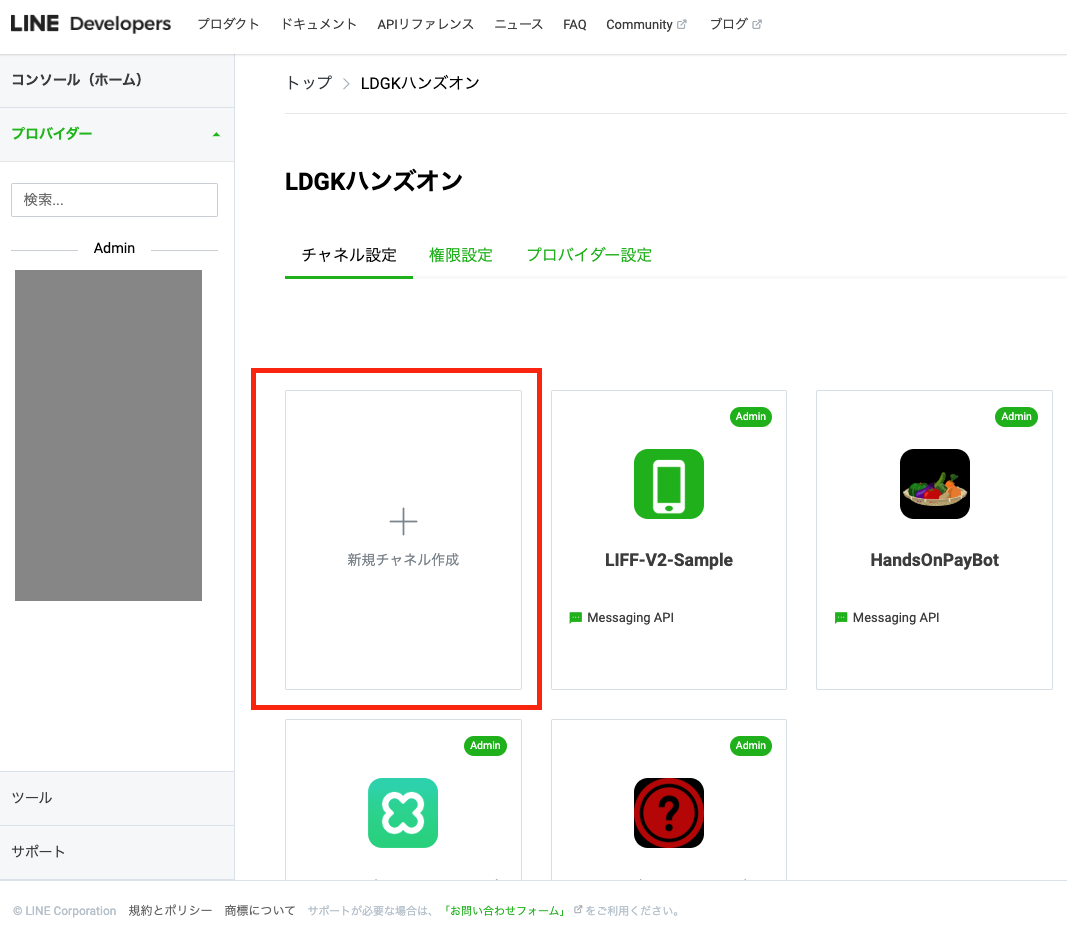 LINE Developers プロダクト ドキュメント APIリファレンス ニュース FAQ Community ブログ
コンソール（ホーム）
プロバイダー
検索...
Admin
トップ > LDGKハンズオン
LDGKハンズオン
チャネル設定 権限設定 プロバイダー設定
新規チャネル作成
Admin
LIFF-V2-Sample
Messaging API
Admin
HandsOnPayBot
Messaging API
Admin
Admin
?
ツール
サポート
© LINE Corporation 規約とポリシー 商標について サポートが必要な場合は、「お問い合わせフォーム」をご利用ください。